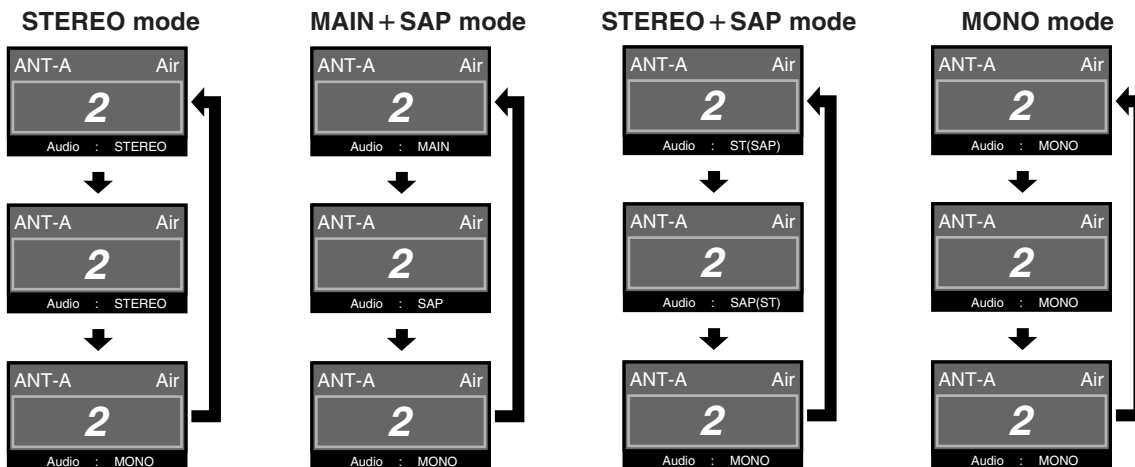 STEREO mode
ANT-A Air
2
Audio : STEREO
ANT-A Air
2
Audio : STEREO
ANT-A Air
2
Audio : MONO
MAIN+SAP mode
ANT-A Air
2
Audio : MAIN
ANT-A Air
2
Audio : SAP
ANT-A Air
2
Audio : MONO
STEREO+SAP mode
ANT-A Air
2
Audio : ST(SAP)
ANT-A Air
2
Audio : SAP(ST)
ANT-A Air
2
Audio : MONO
MONO mode
ANT-A Air
2
Audio : MONO
ANT-A Air
2
Audio : MONO
ANT-A Air
2
Audio : MONO